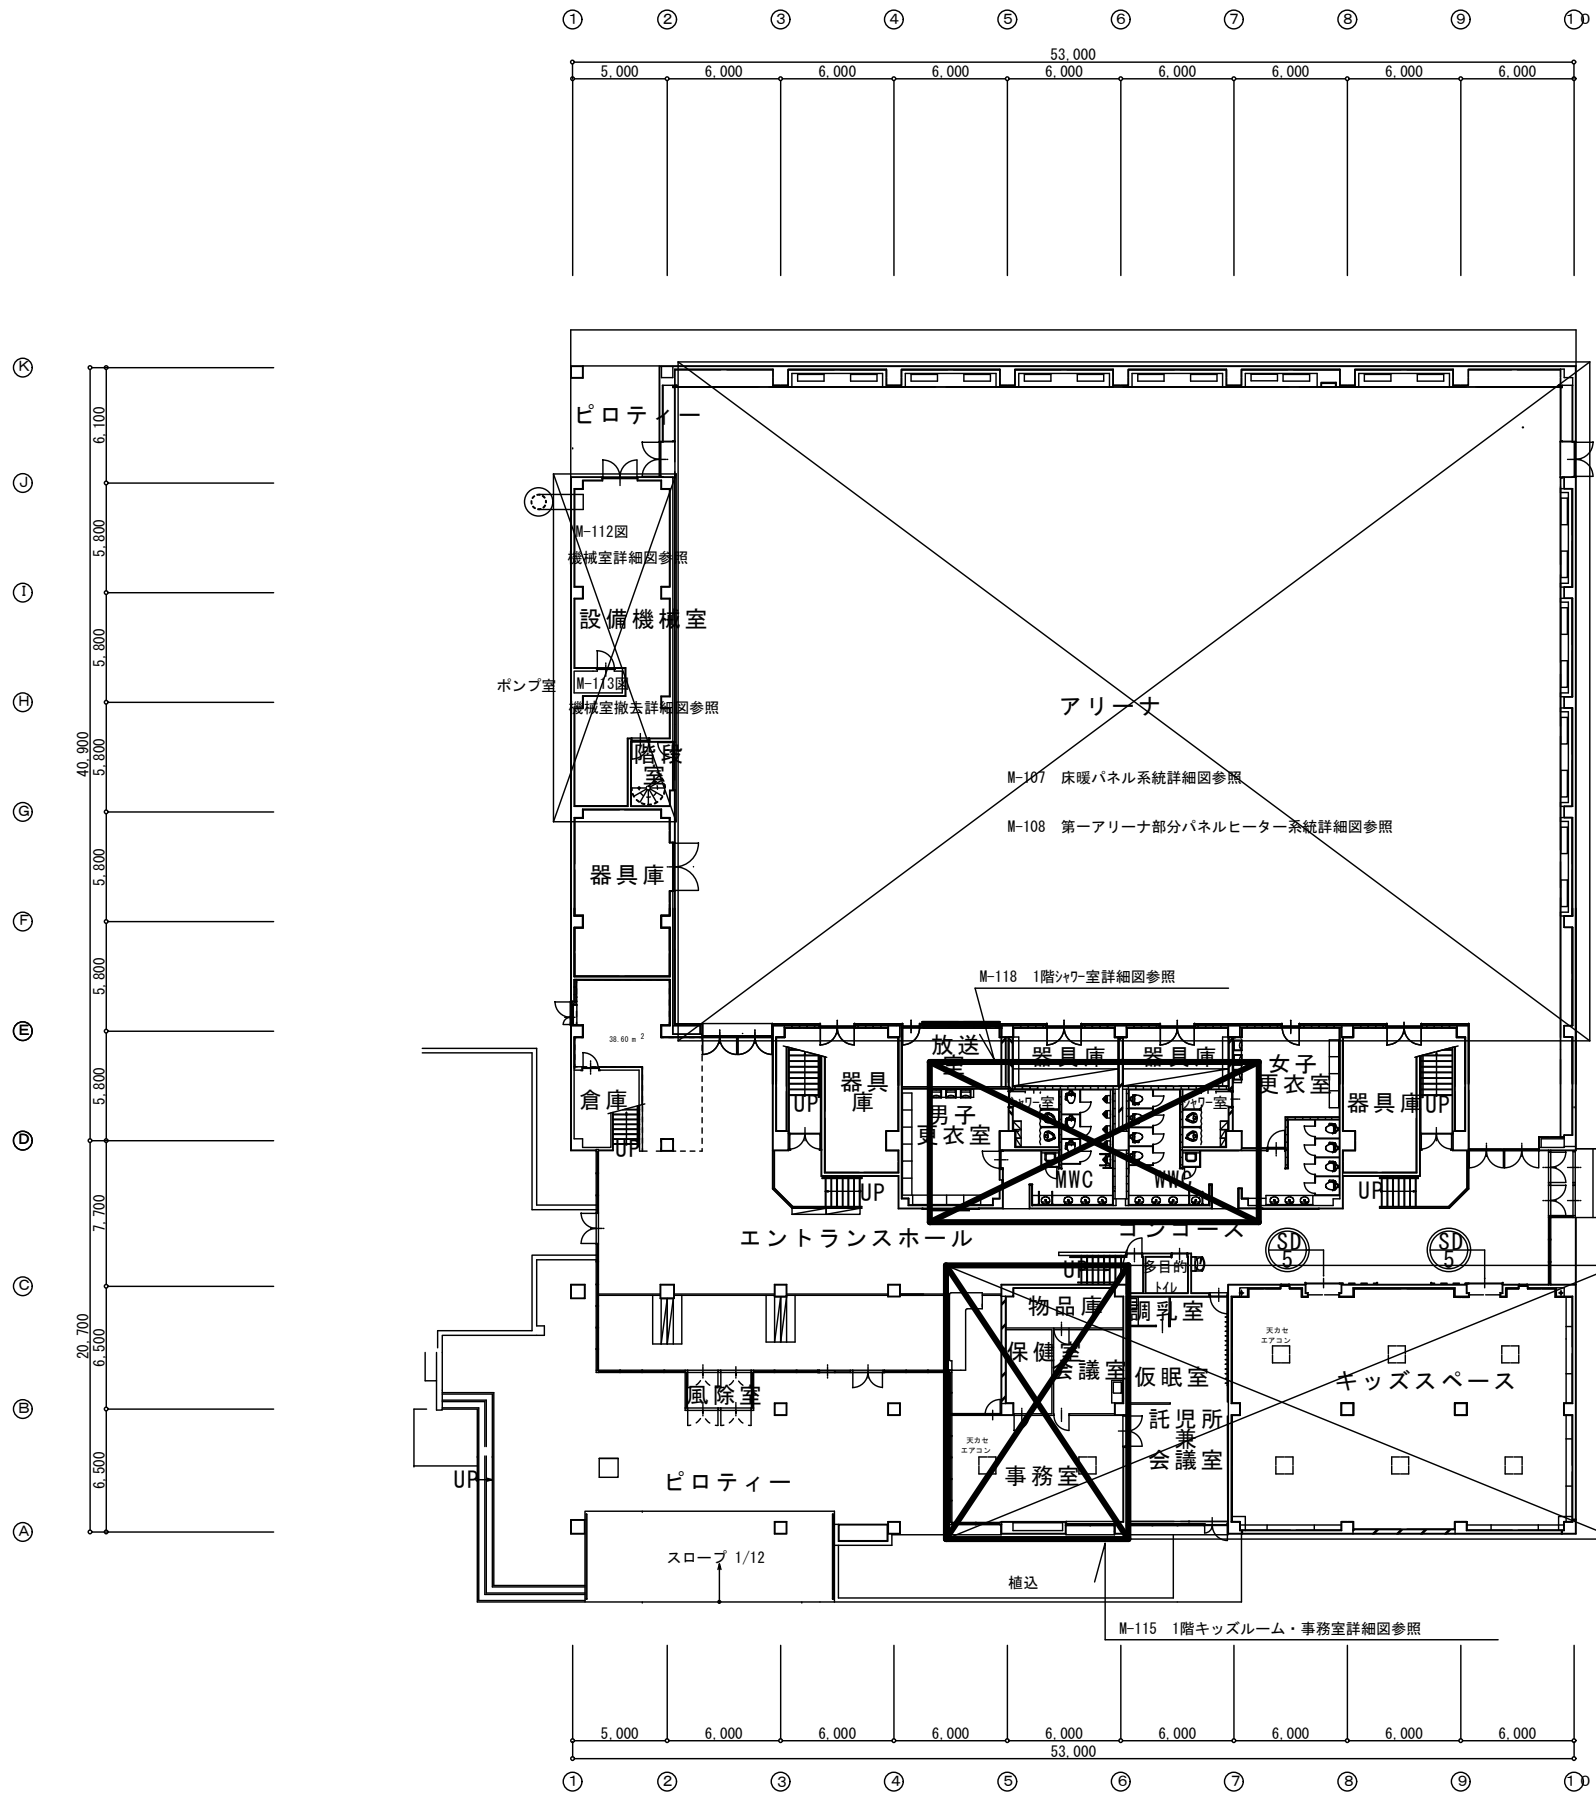 ① ② ③ ④ ⑤ ⑥ ⑦ ⑧ ⑨ 10
53,000
5,000 6,000 6,000 6,000 6,000 6,000 6,000 6,000 6,000
K
J
I
H
G
F
E
D
C
B
A
6,100
5,800
5,800
5,800
5,800
5,800
5,800
5,800
7,700
6,500
6,500
40,900
20,700
ピロティー
M-112図
機械室詳細図参照
設備機械室
ポンプ室
M-113図
機械室撤去詳細図参照
階段
室
アリーナ
M-107 床暖パネル系統詳細図参照
M-108 第一アリーナ部分パネルヒーター系統詳細図参照
器具庫
M-118 1階シャワー室詳細図参照
38.60 m2
倉庫
UP
UP
器具
庫
UP
放送
室
男子
更衣室
器具庫
器具庫
シャワー室
シャワー室
MWC
WWC
女子
更衣室
器具庫
UP
UP
エントランスホール
コンコース
SD
5
SD
5
UP
多目的
トイレ
物品庫
調乳室
保健室
会議室
仮眠室
天カセ
エアコン
キッズスペース
風除室
託児所
兼
会議室
天カセ
エアコン
事務室
UP
ピロティー
スロープ 1/12
植込
M-115 1階キッズルーム・事務室詳細図参照
5,000 6,000 6,000 6,000 6,000 6,000 6,000 6,000 6,000
53,000
① ② ③ ④ ⑤ ⑥ ⑦ ⑧ ⑨ 10